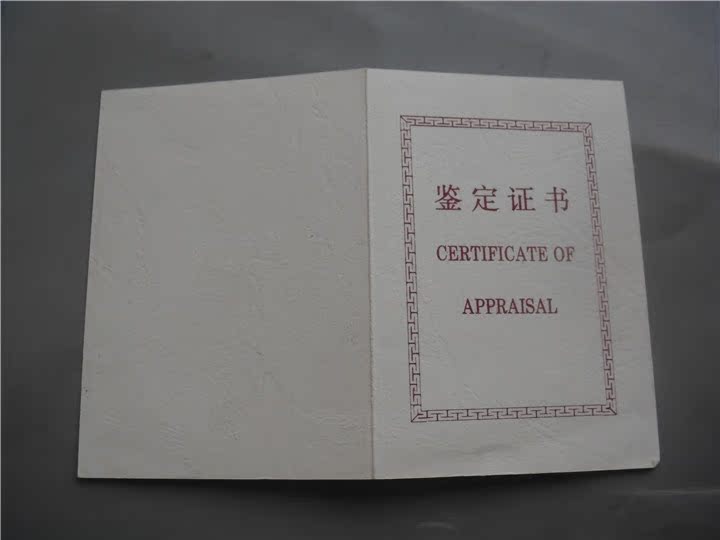 鉴定证书
CERTIFICATE OF
APPRAISAL